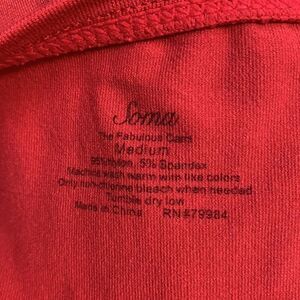 Soma
The Fabulous Cami
Medium
95% Nylon, 5% Spandex
Machine wash warm with like colors
Only non-chlorine bleach when needed
Tumble dry low
Made in China RN#79984